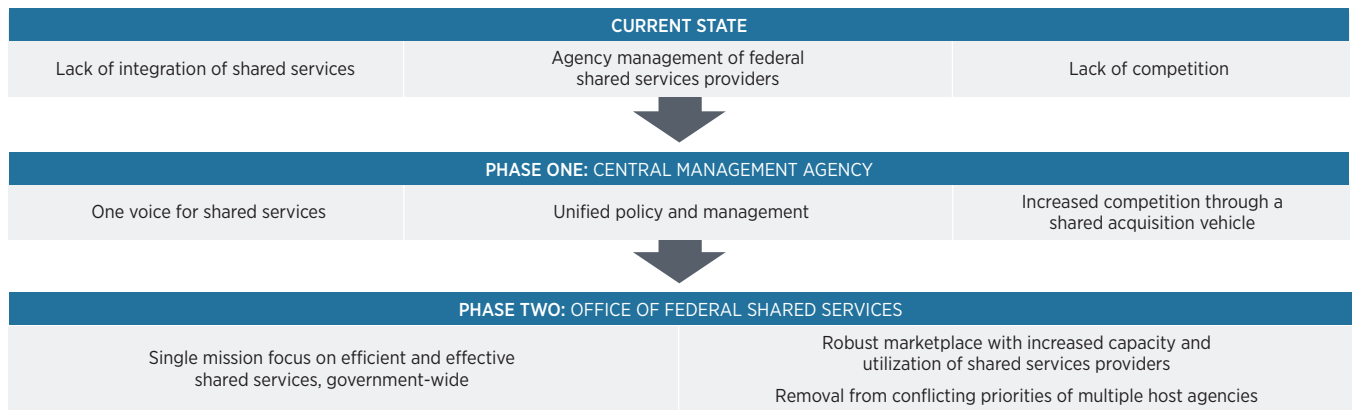 CURRENT STATE
Lack of integration of shared services
Agency management of federal
shared services providers
Lack of competition
PHASE ONE: CENTRAL MANAGEMENT AGENCY
One voice for shared services
Unified policy and management
Increased competition through a
shared acquisition vehicle
PHASE TWO: OFFICE OF FEDERAL SHARED SERVICES
Single mission focus on efficient and effective
shared services, government-wide
Robust marketplace with increased capacity and
utilization of shared services providers
Removal from conflicting priorities of multiple host agencies